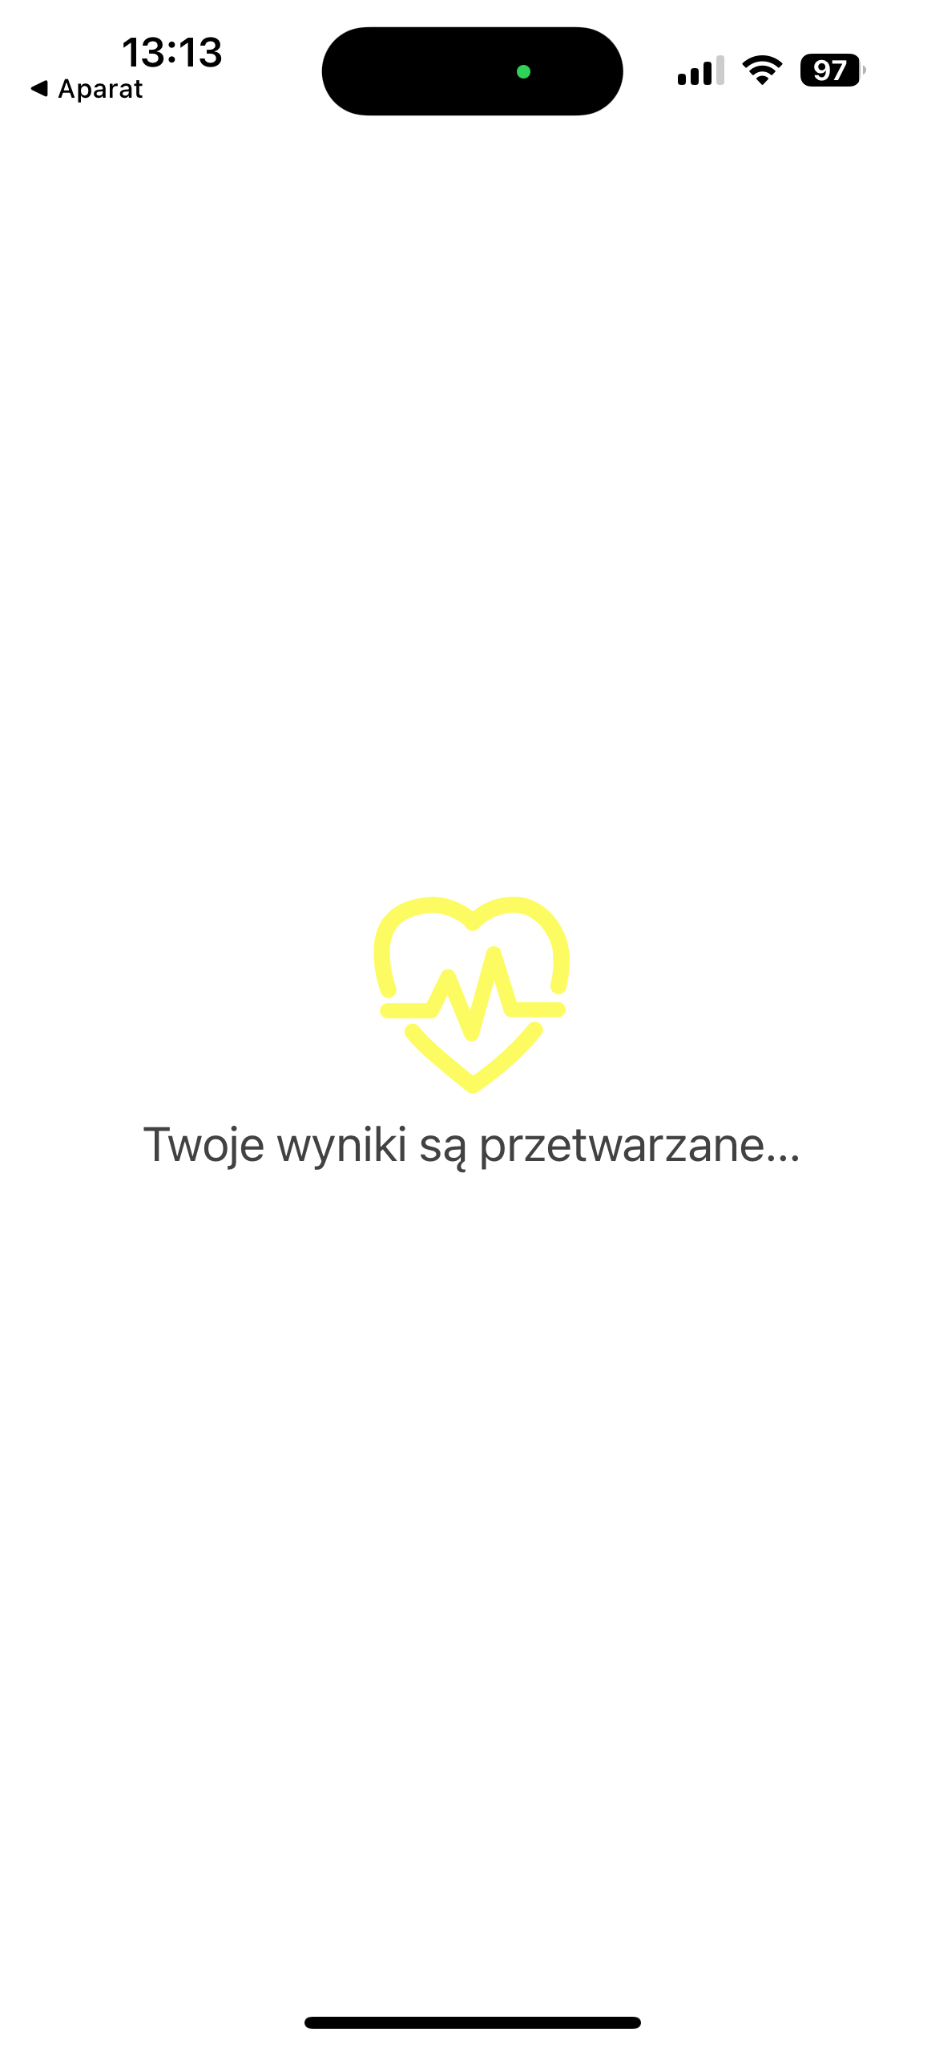 13:13
◀ Aparat
97
Twoje wyniki są przetwarzane...